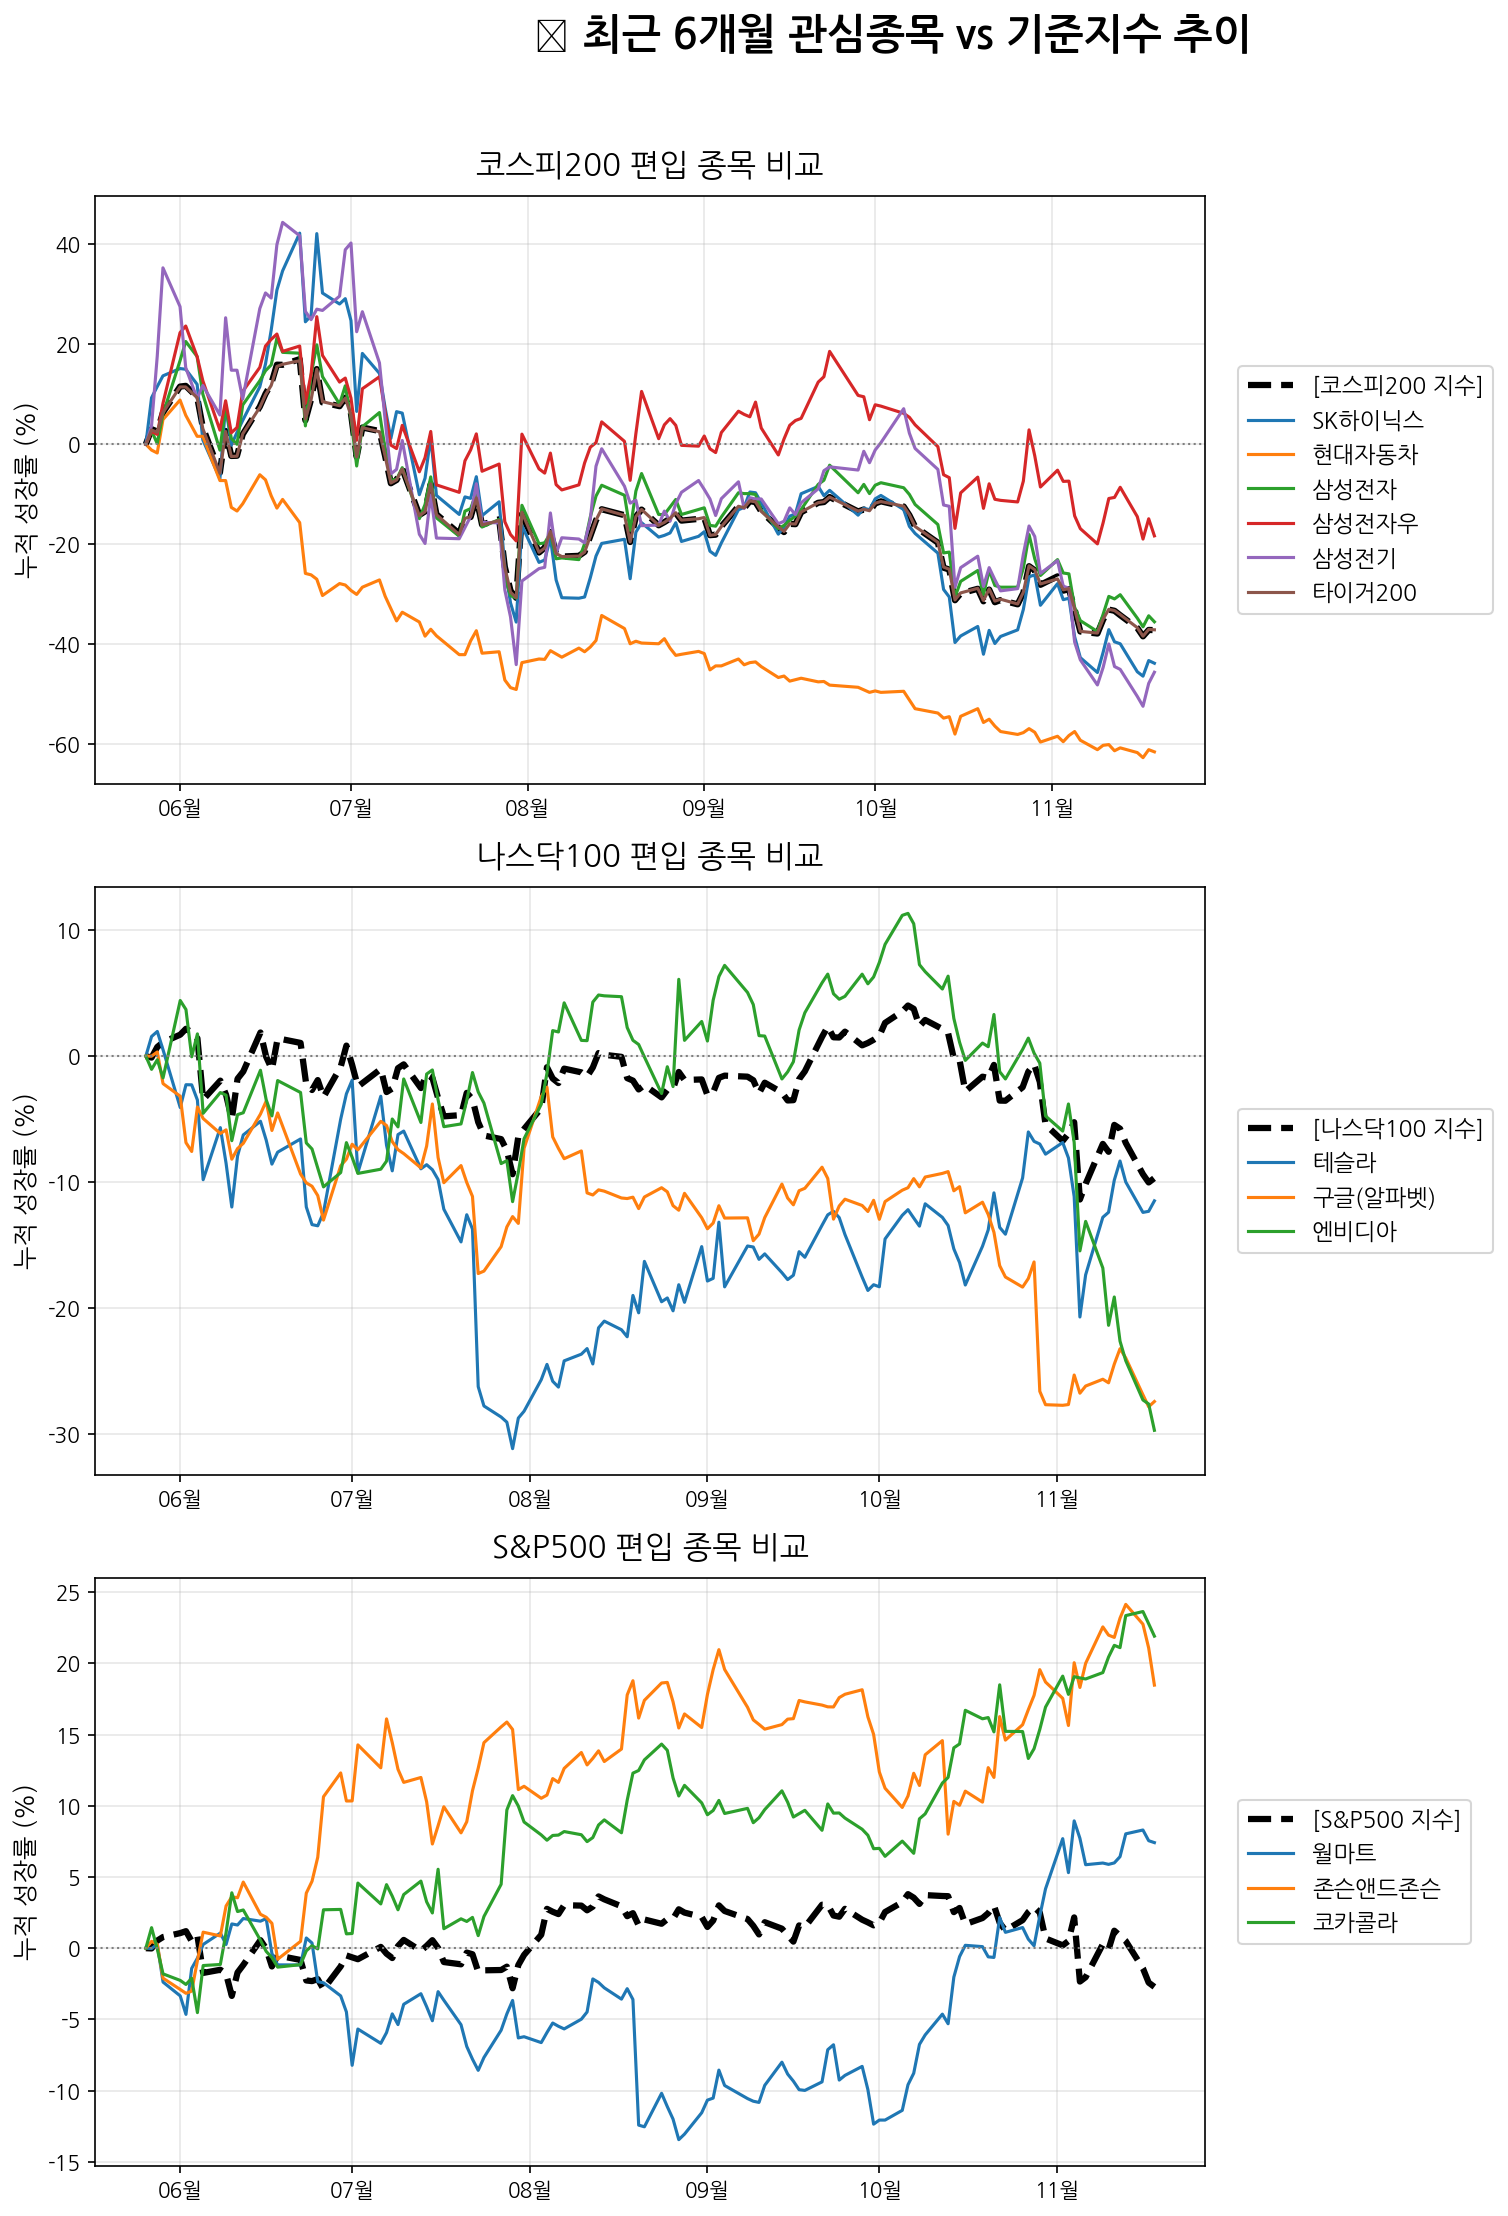 최근 6개월 관심종목 vs 기준지수 추이
코스피200 편입 종목 비교
누적 성장률 (%)
40
20
0
-20
-40
-60
06월
07월
08월
09월
10월
11월
[코스피200 지수]
SK하이닉스
현대자동차
삼성전자
삼성전자우
삼성전기
타이거200
나스닥100 편입 종목 비교
누적 성장률 (%)
10
0
-10
-20
-30
06월
07월
08월
09월
10월
11월
[나스닥100 지수]
테슬라
구글(알파벳)
엔비디아
S&P500 편입 종목 비교
누적 성장률 (%)
25
20
15
10
5
0
-5
-10
-15
06월
07월
08월
09월
10월
11월
[S&P500 지수]
월마트
존슨앤드존슨
코카콜라